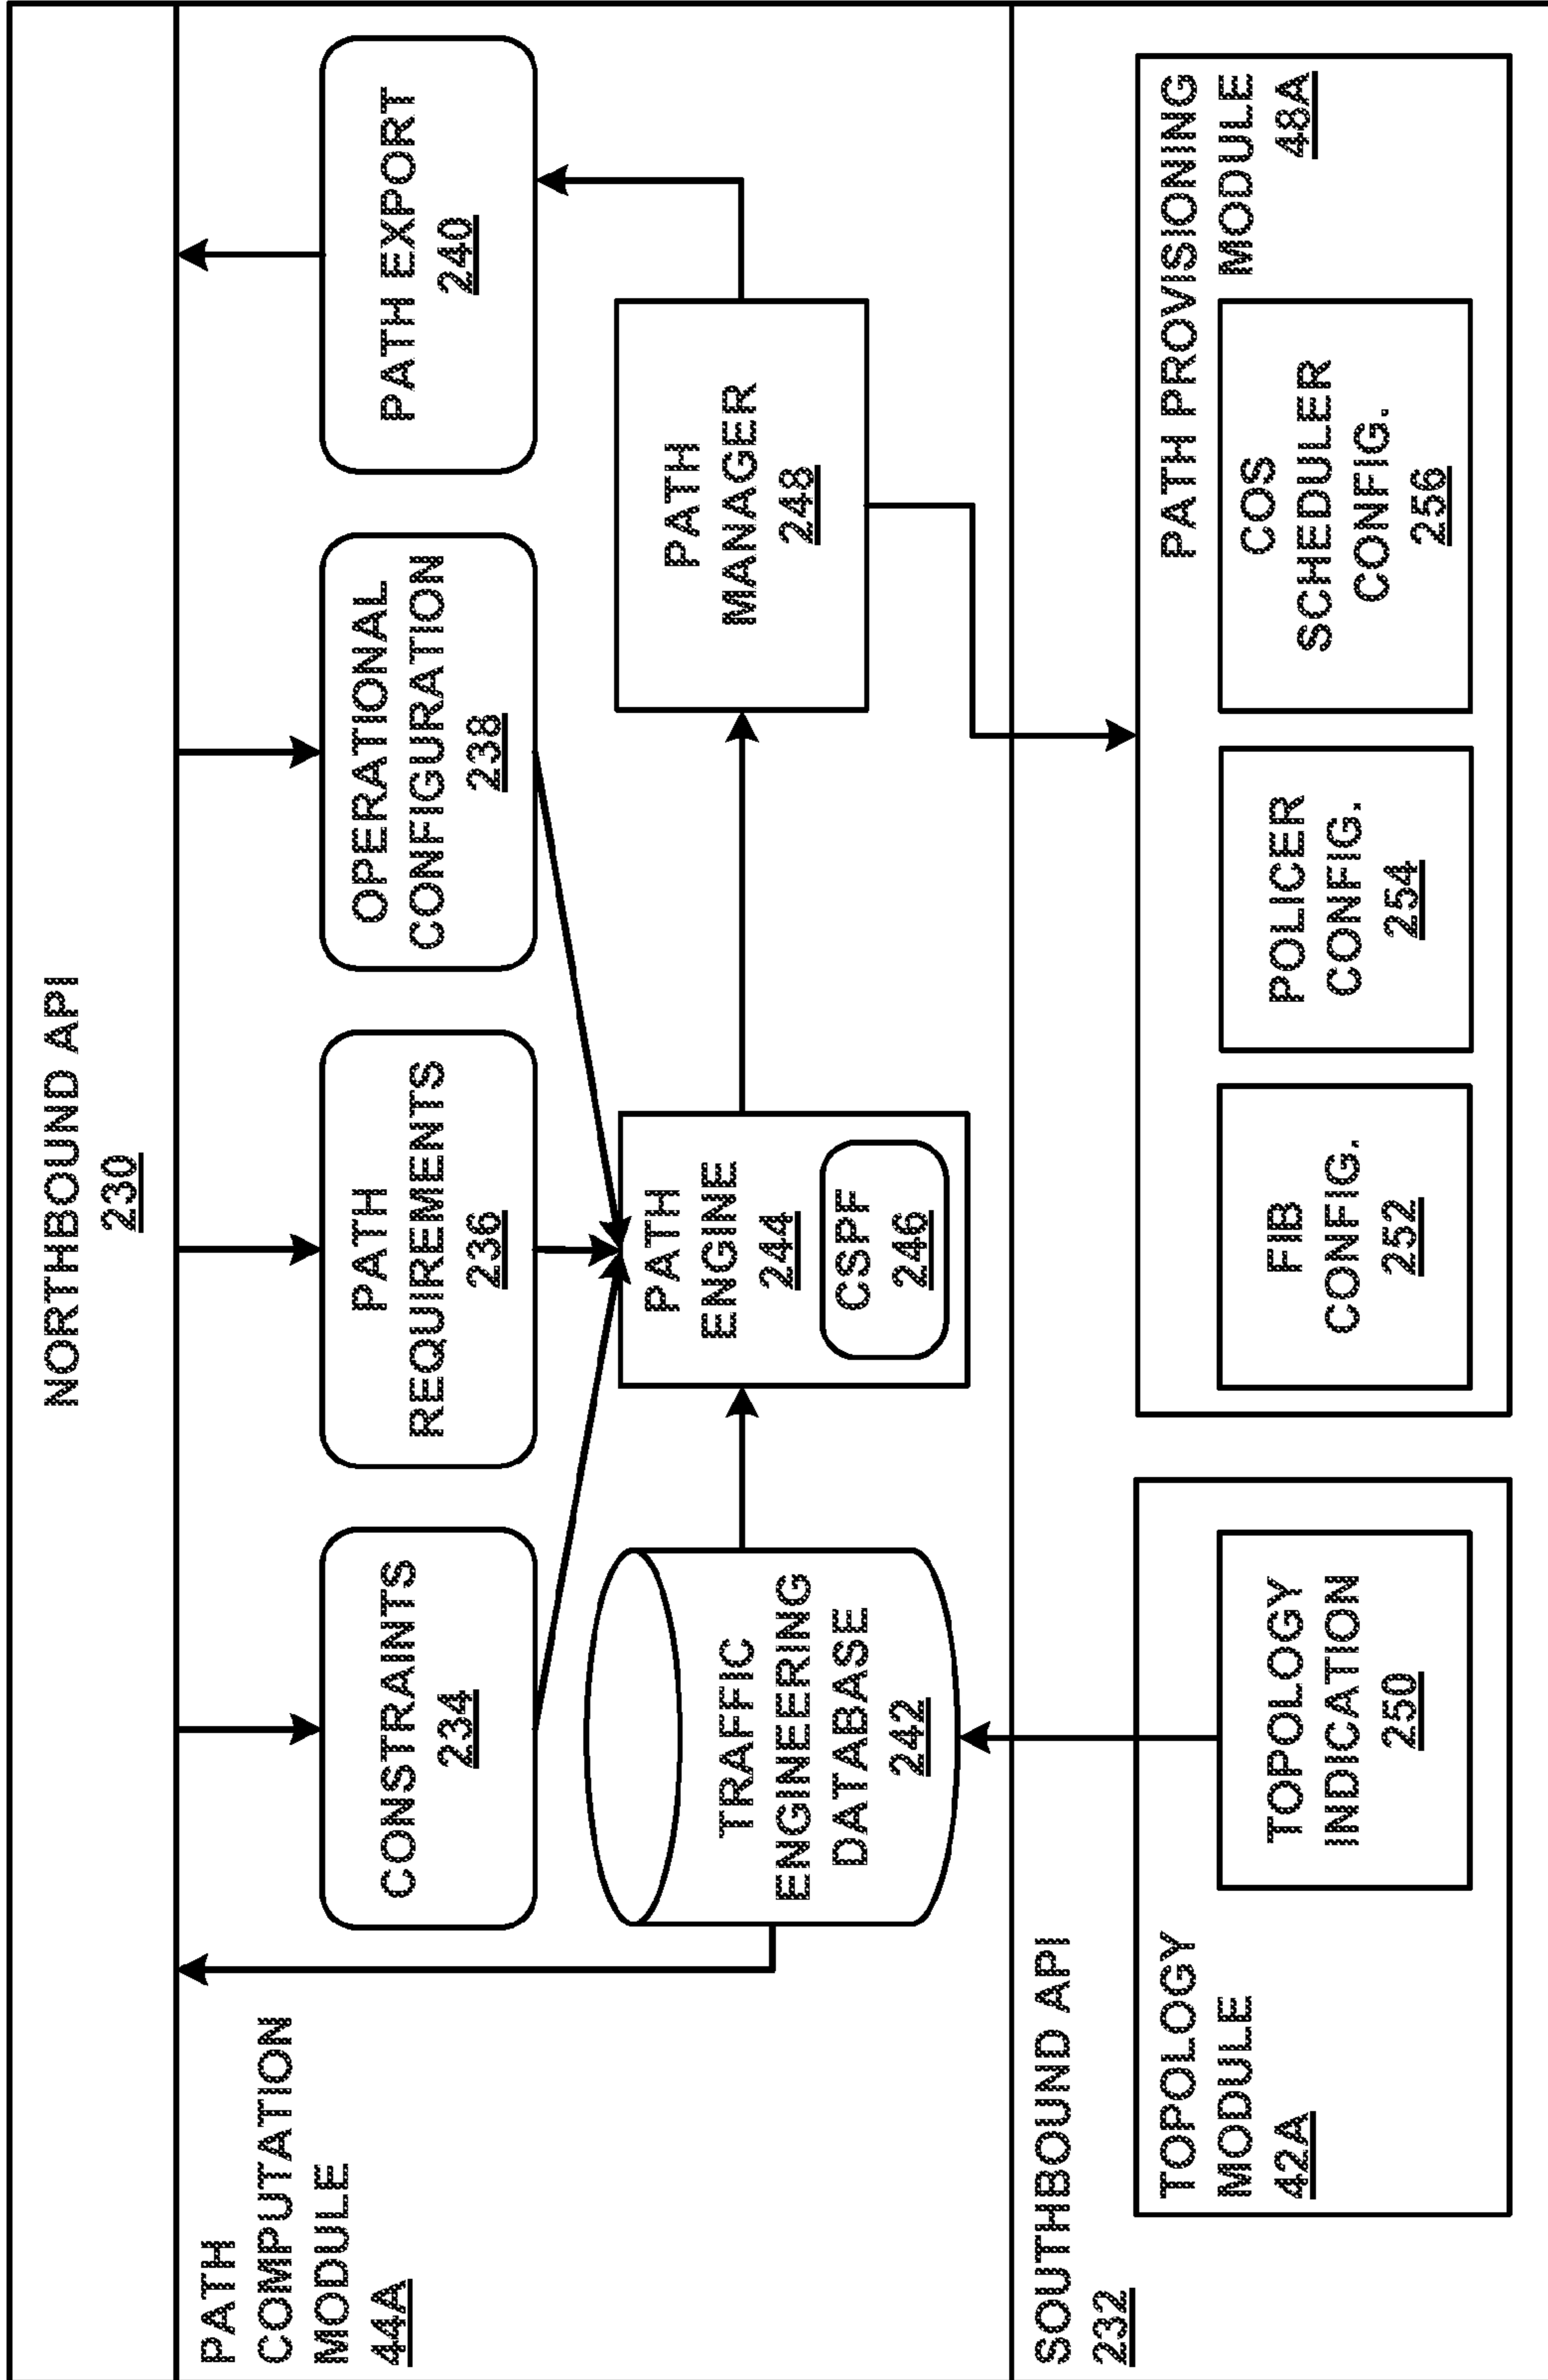 NORTHBOUND API
230
PATH
COMPUTATION
MODULE
44A
CONSTRAINTS
234
PATH
REQUIREMENTS
236
OPERATIONAL
CONFIGURATION
238
PATH EXPORT
240
TRAFFIC
ENGINEERING
DATABASE
242
PATH
ENGINE
244
CSPF
246
PATH
MANAGER
248
SOUTHBOUND API
232
TOPOLOGY
MODULE
42A
TOPOLOGY
INDICATION
250
PATH PROVISIONING
MODULE
48A
FIB
CONFIG.
252
POLICER
CONFIG.
254
COS
SCHEDULER
CONFIG.
256